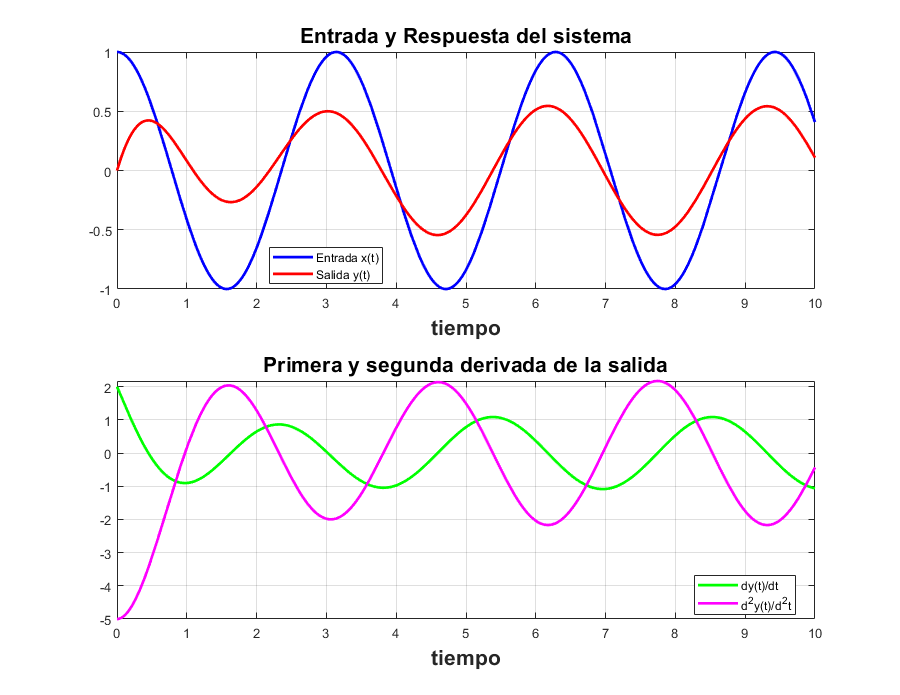 Entrada y Respuesta del sistema
1
0.5
0
-0.5
-1
Entrada x(t)
Salida y(t)
0 1 2 3 4 5 6 7 8 9 10
tiempo
Primera y segunda derivada de la salida
2
1
0
-1
-2
-3
-4
-5
dy(t)/dt
d²y(t)/d²t
0 1 2 3 4 5 6 7 8 9 10
tiempo